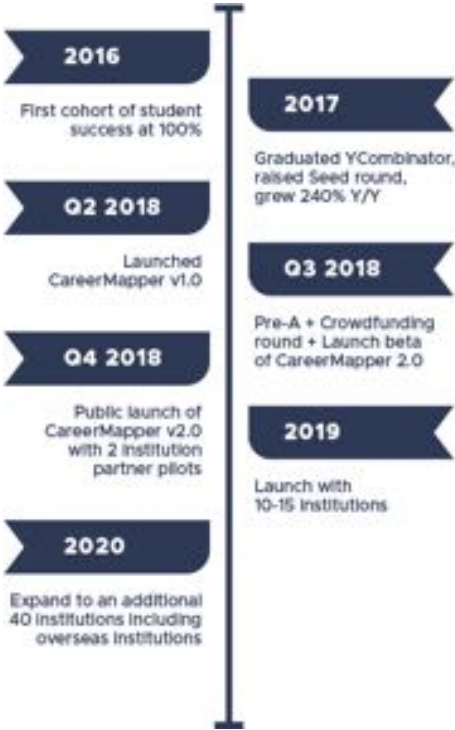 2016
First cohort of student
success at 100%
2017
Graduated YCombinator,
raised Seed round,
grew 240% Y/Y
Q2 2018
Launched
CareerMapper v1.0
Q3 2018
Pre-A + Crowdfunding
round + Launch beta
of CareerMapper 2.0
Q4 2018
Public launch of
CareerMapper v2.0
with 2 institution
partner pilots
2019
Launch with
10-15 institutions
2020
Expand to an additional
40 institutions including
overseas institutions